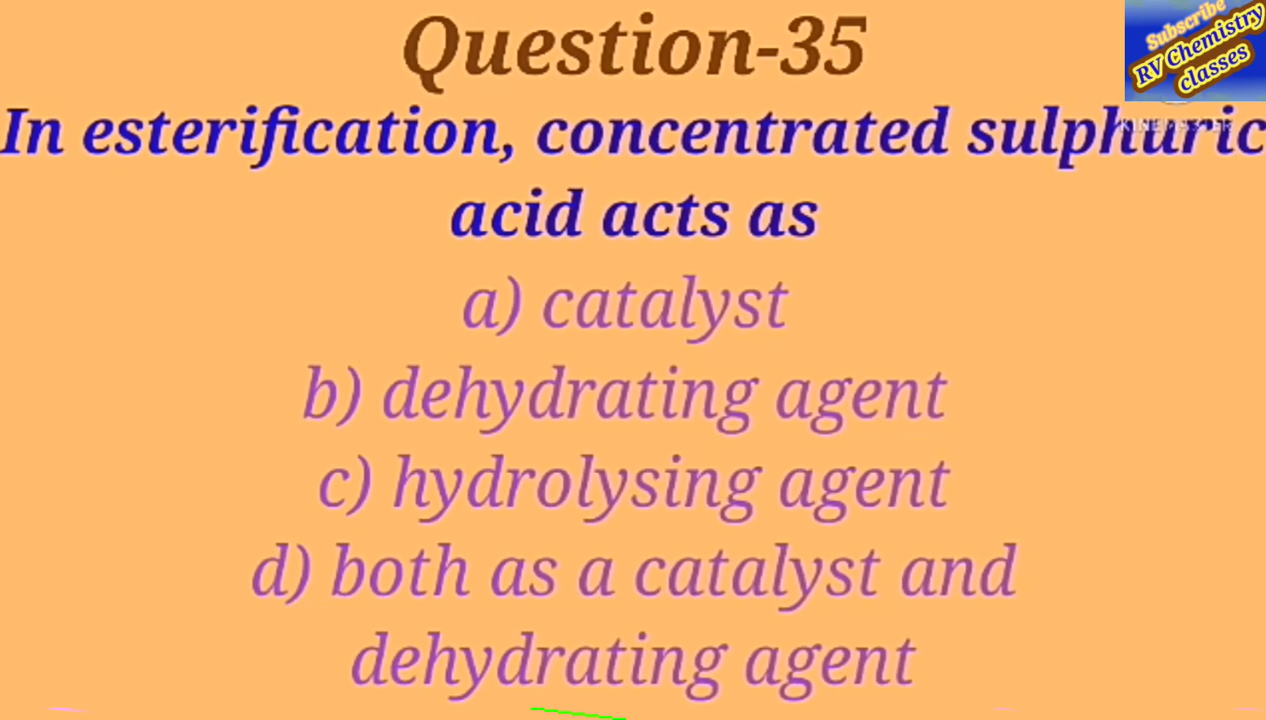 Question-35
Subscribe
RV Chemistry
classes
In esterification, concentrated sulphuric
KINEMASTER
acid acts as
a) catalyst
b) dehydrating agent
c) hydrolysing agent
d) both as a catalyst and
dehydrating agent